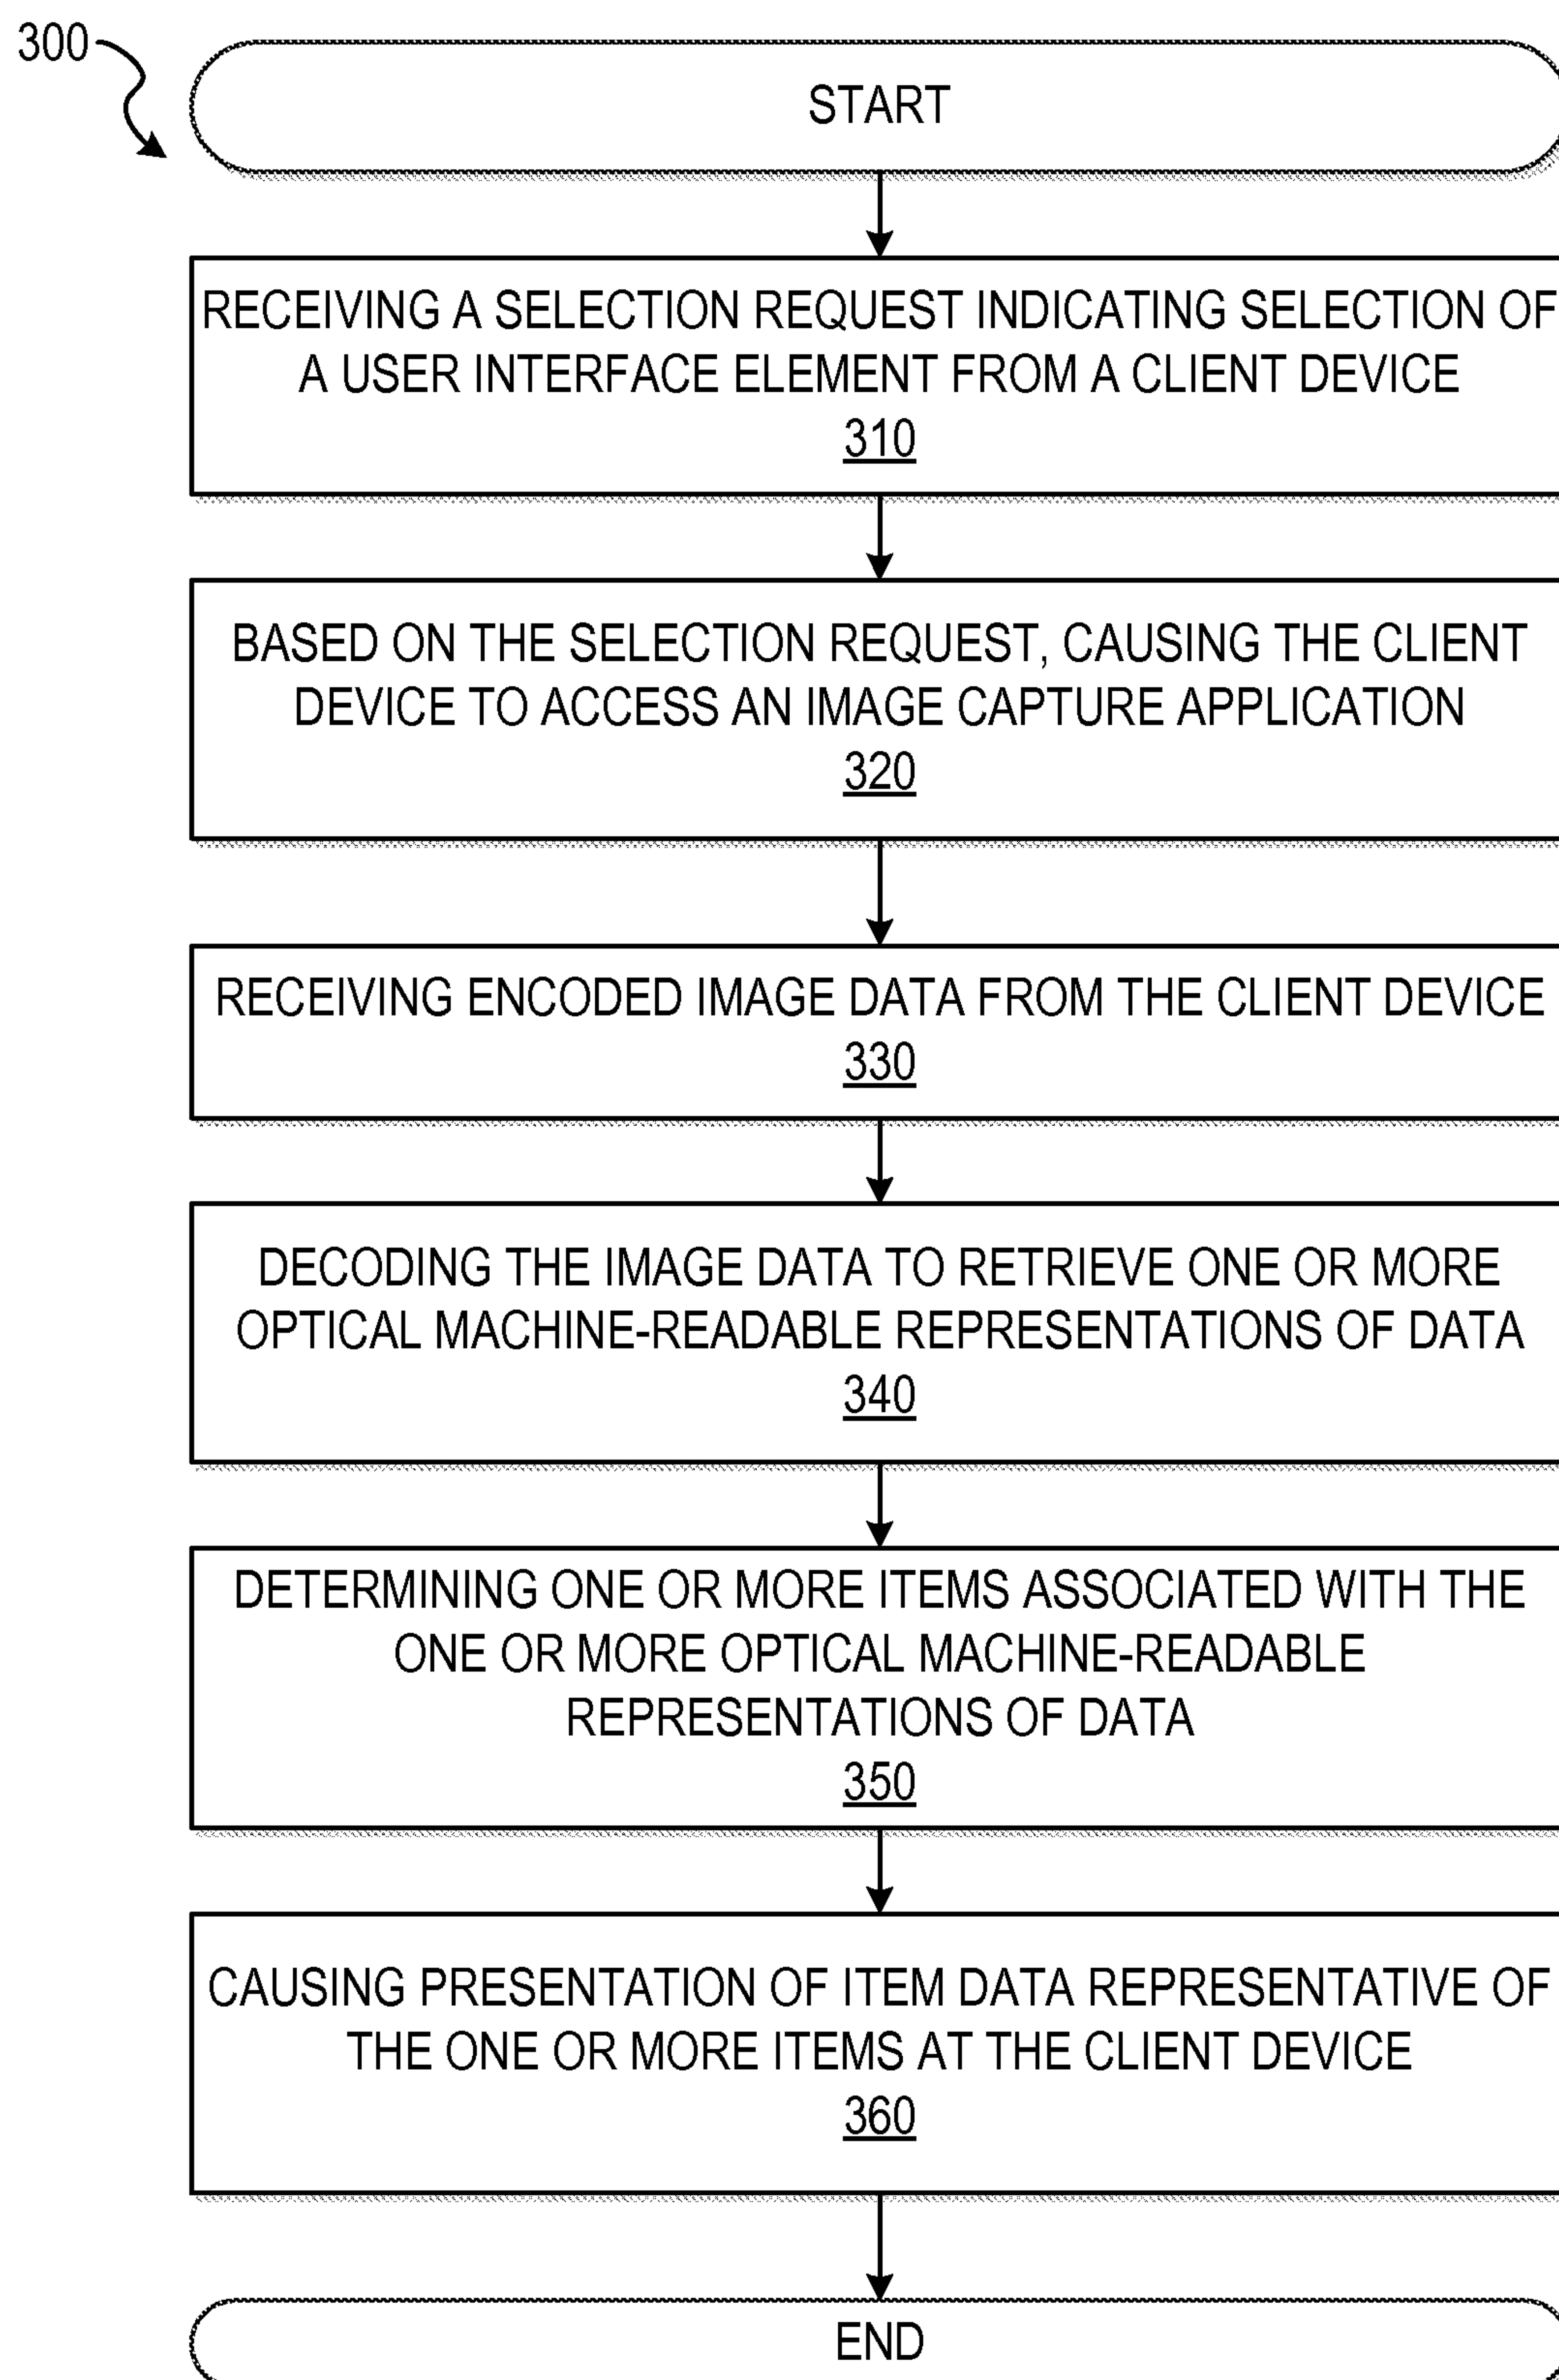 300
START
RECEIVING A SELECTION REQUEST INDICATING SELECTION OF
A USER INTERFACE ELEMENT FROM A CLIENT DEVICE
310
BASED ON THE SELECTION REQUEST, CAUSING THE CLIENT
DEVICE TO ACCESS AN IMAGE CAPTURE APPLICATION
320
RECEIVING ENCODED IMAGE DATA FROM THE CLIENT DEVICE
330
DECODING THE IMAGE DATA TO RETRIEVE ONE OR MORE
OPTICAL MACHINE-READABLE REPRESENTATIONS OF DATA
340
DETERMINING ONE OR MORE ITEMS ASSOCIATED WITH THE
ONE OR MORE OPTICAL MACHINE-READABLE
REPRESENTATIONS OF DATA
350
CAUSING PRESENTATION OF ITEM DATA REPRESENTATIVE OF
THE ONE OR MORE ITEMS AT THE CLIENT DEVICE
360
END